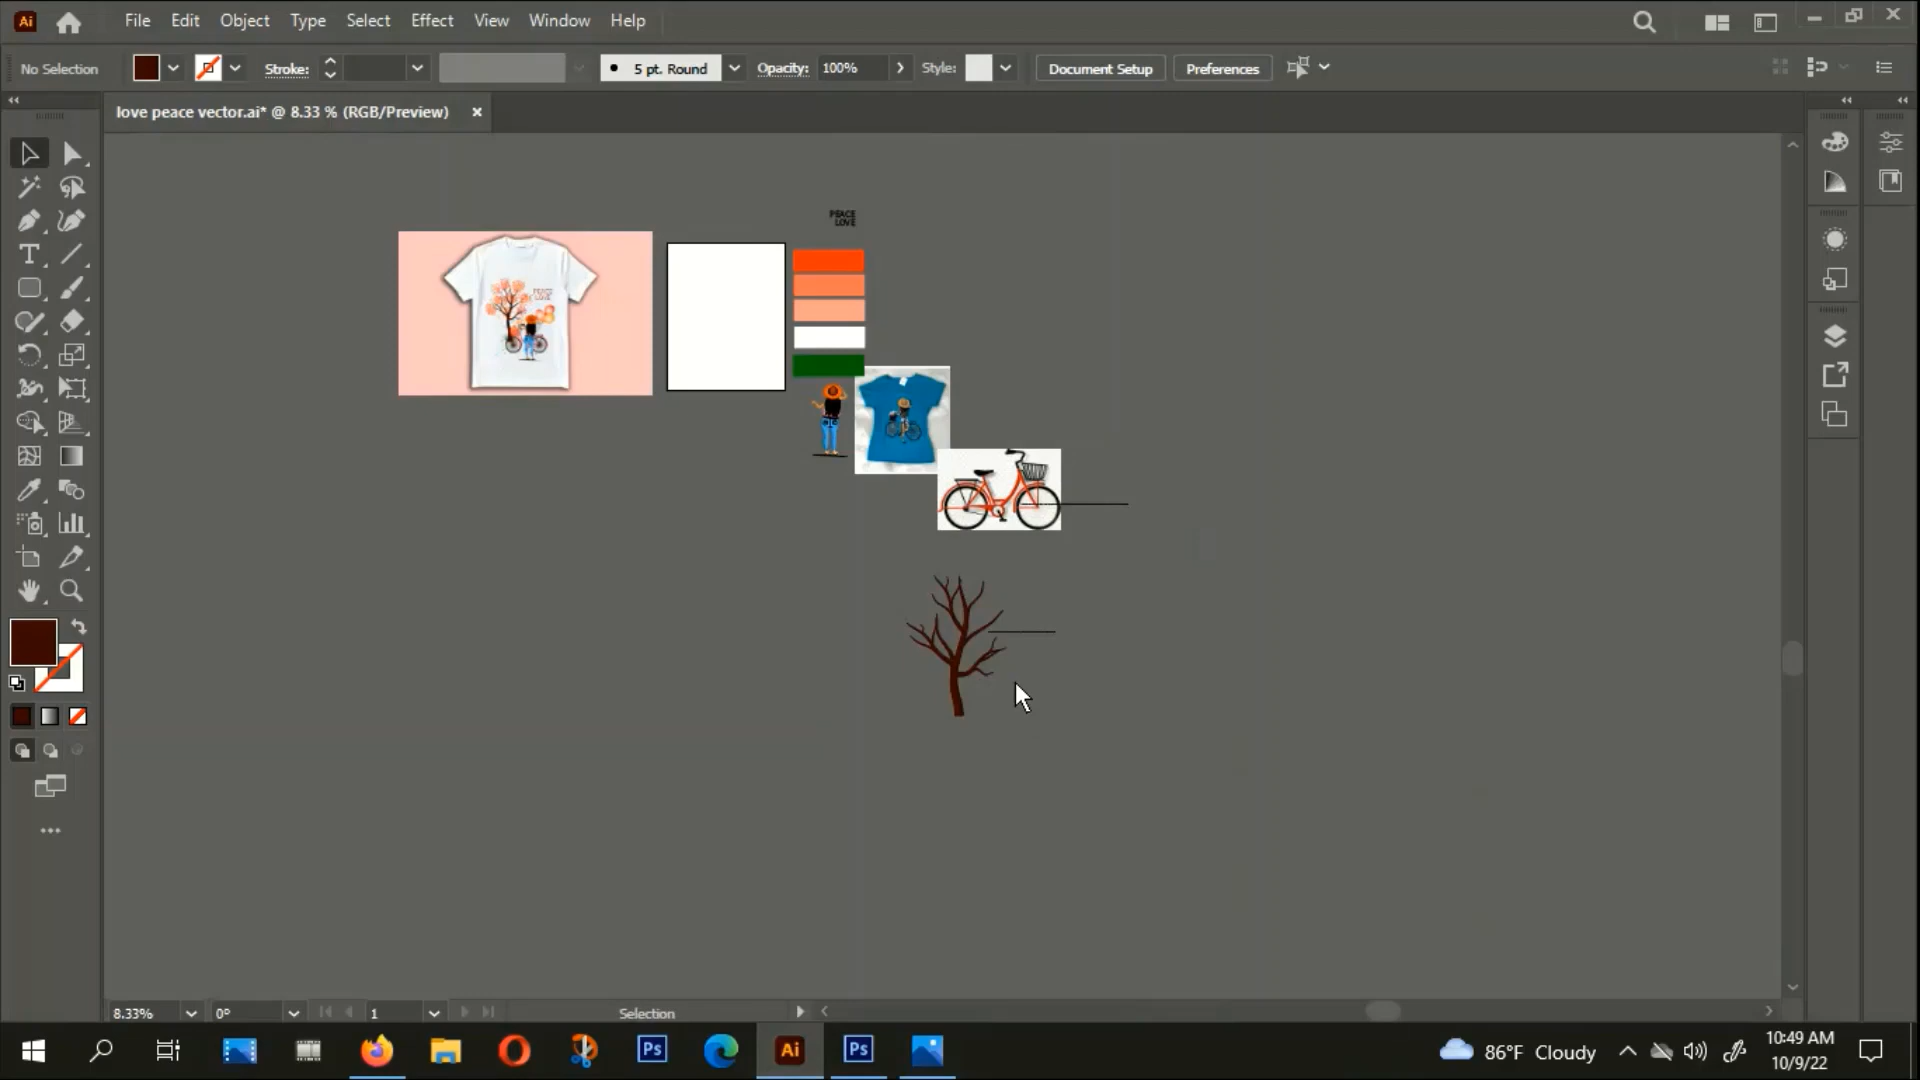 Ai File Edit Object Type Select Effect View Window Help
No Selection Stroke: 5 pt. Round Opacity: 100% Style: Document Setup Preferences
love peace vector.ai* @ 8.33 % (RGB/Preview)
PEACE
LOVE
PEACE
LOVE
T
8.33% 0° 1 Selection
Ps Ai Ps 86°F Cloudy 10:49 AM
10/9/22